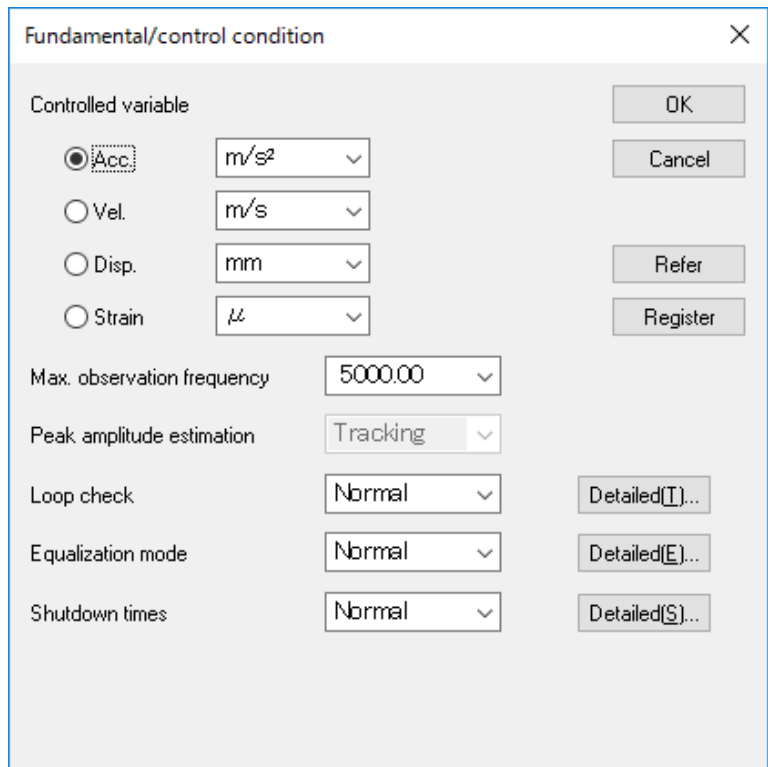 Fundamental/control condition
Controlled variable
OK
Acc. m/s²
Cancel
Vel. m/s
Disp. mm
Refer
Strain μ
Register
Max. observation frequency 5000.00
Peak amplitude estimation Tracking
Loop check Normal Detailed(T)...
Equalization mode Normal Detailed(E)...
Shutdown times Normal Detailed(S)...